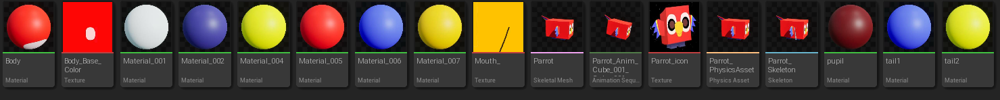 Body
Material
Body_Base_
Color
Texture
Material_001
Material
Material_002
Material
Material_004
Material
Material_005
Material
Material_006
Material
Material_007
Material
Mouth_
Texture
Parrot
Skeletal Mesh
Parrot_Anim_
Cube_001_
Animation Sequ...
Parrot_icon
Texture
Parrot_
PhysicsAsset
Physics Asset
Parrot_
Skeleton
Skeleton
pupil
Material
tail1
Material
tail2
Material